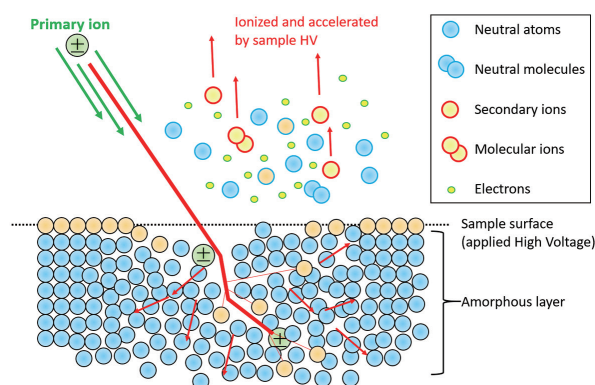 Primary ion
Ionized and accelerated
by sample HV
±
Neutral atoms
Neutral molecules
Secondary ions
Molecular ions
Electrons
Sample surface
(applied High Voltage)
±
Amorphous layer
±